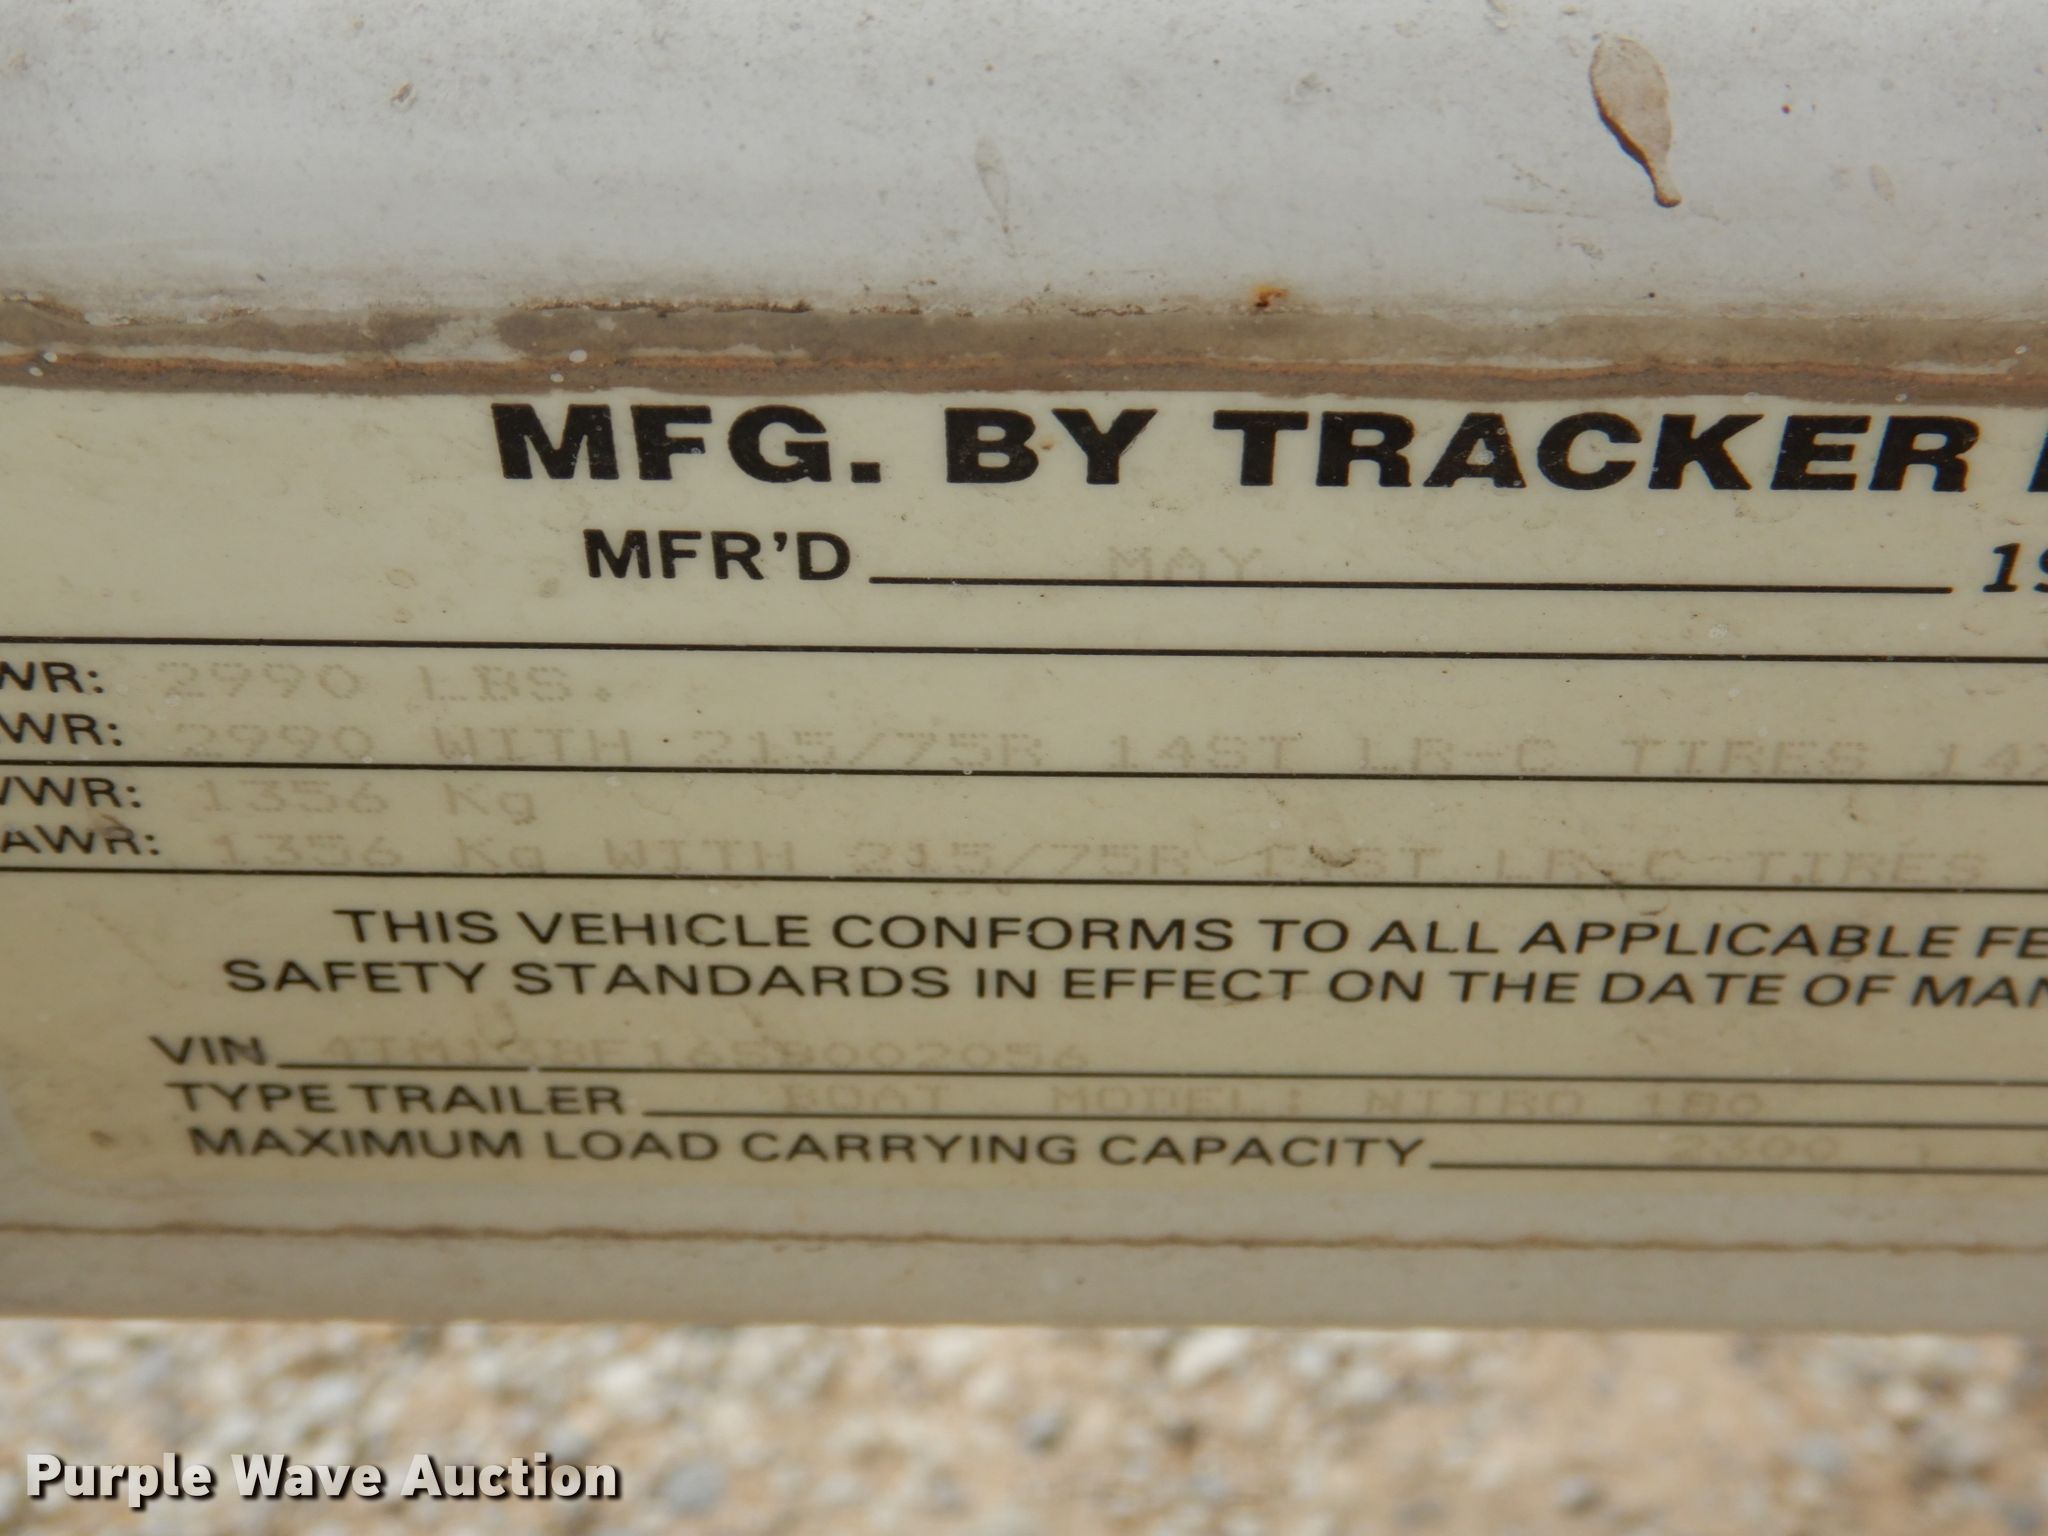 MFG. BY TRACKER
MFR'D MAY 19
WR: 2990 LBS.
WR: 2990 WITH 215/75R 14ST LR-C TIRES 14X
VWR: 1356 Kg
AWR: 1356 Kg WITH 215/75R 14ST LR-C TIRES
THIS VEHICLE CONFORMS TO ALL APPLICABLE FE
SAFETY STANDARDS IN EFFECT ON THE DATE OF MAN
VIN
TYPE TRAILER BOAT MODEL: NITRO 180
MAXIMUM LOAD CARRYING CAPACITY 2300
Purple Wave Auction